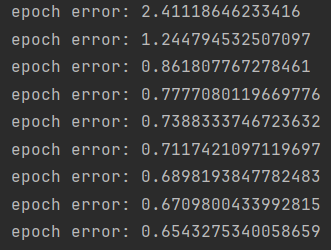 epoch error: 2.41118646233416
epoch error: 1.244794532507097
epoch error: 0.861807767278461
epoch error: 0.7777080119669776
epoch error: 0.7388333746723632
epoch error: 0.7117421097119697
epoch error: 0.6898193847782483
epoch error: 0.6709800433992815
epoch error: 0.6543275340058659